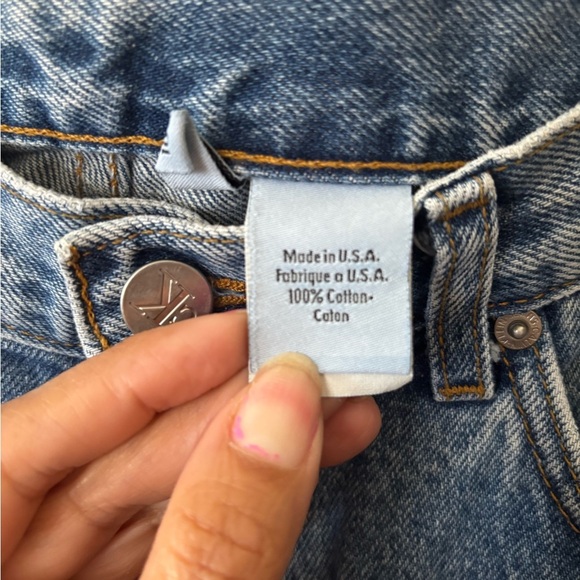 Made in U.S.A.
Fabrique a U.S.A.
100% Cotton-
Coton